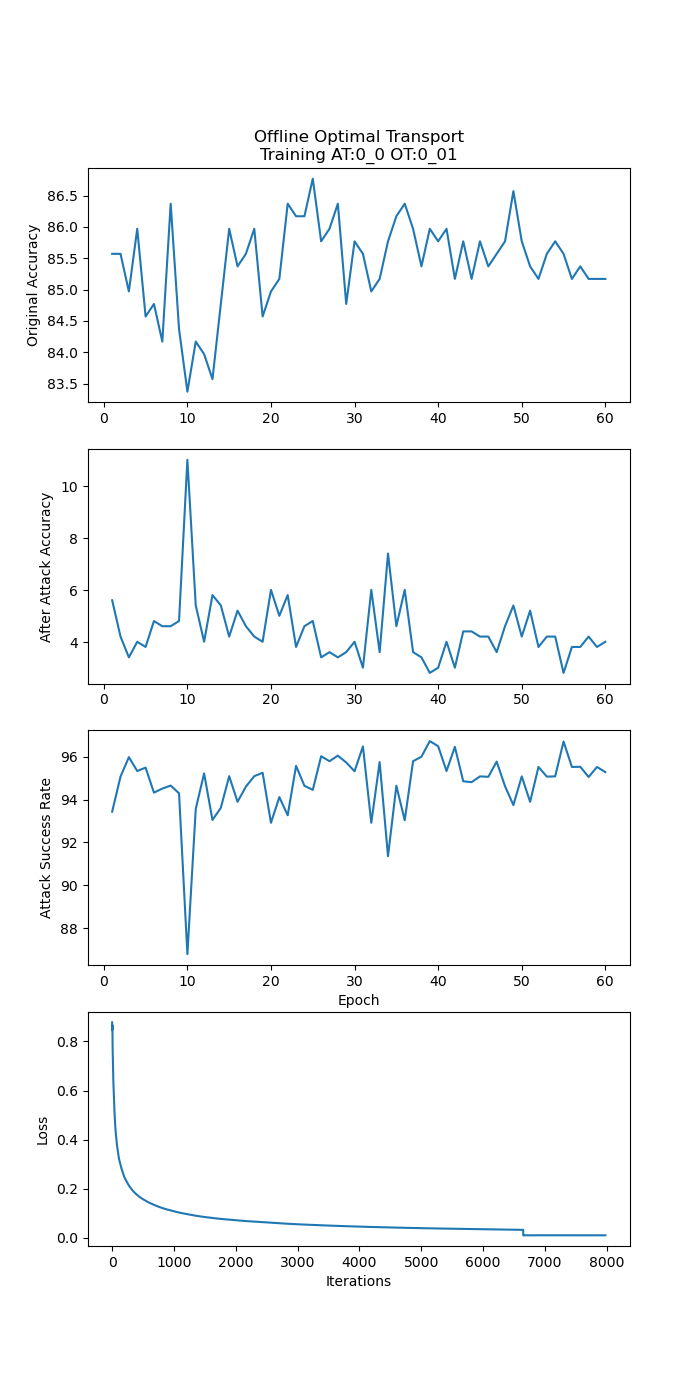 Offline Optimal Transport
Training AT:0_0 OT:0_01
86.5
86.0
85.5
85.0
84.5
84.0
83.5
Original Accuracy
0 10 20 30 40 50 60
10
8
6
4
After Attack Accuracy
0 10 20 30 40 50 60
96
94
92
90
88
Attack Success Rate
0 10 20 30 40 50 60
Epoch
0.8
0.6
0.4
0.2
0.0
Loss
0 1000 2000 3000 4000 5000 6000 7000 8000
Iterations